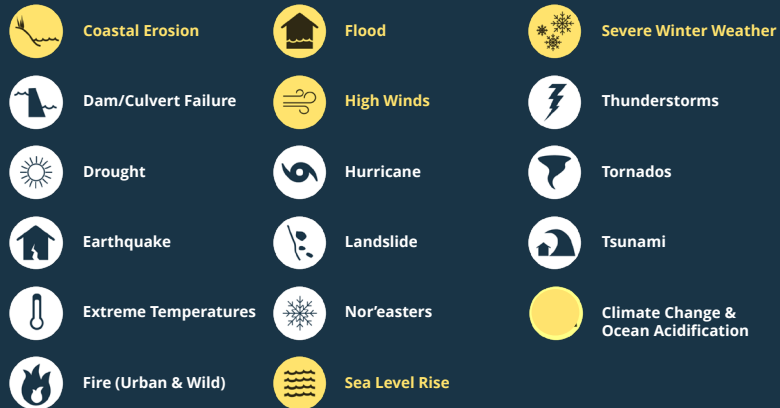 Coastal Erosion
Dam/Culvert Failure
Drought
Earthquake
Extreme Temperatures
Fire (Urban & Wild)
Flood
High Winds
Hurricane
Landslide
Nor’easters
Sea Level Rise
Severe Winter Weather
Thunderstorms
Tornados
Tsunami
Climate Change &
Ocean Acidification